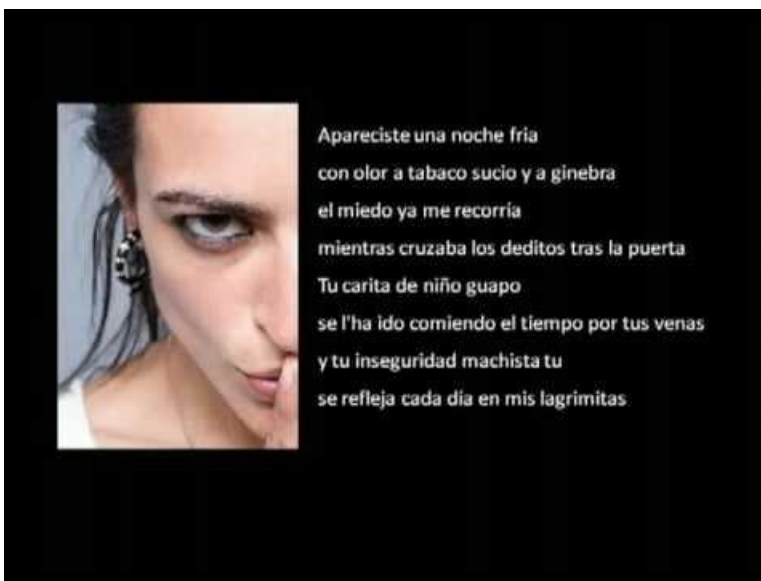 Apareciste una noche fria
con olor a tabaco sucio y a ginebra
el miedo ya me recorría
mientras cruzaba los deditos tras la puerta
Tu carita de niño guapo
se l'ha ido comiendo el tiempo por tus venas
y tu inseguridad machista tu
se refleja cada día en mis lagrimitas